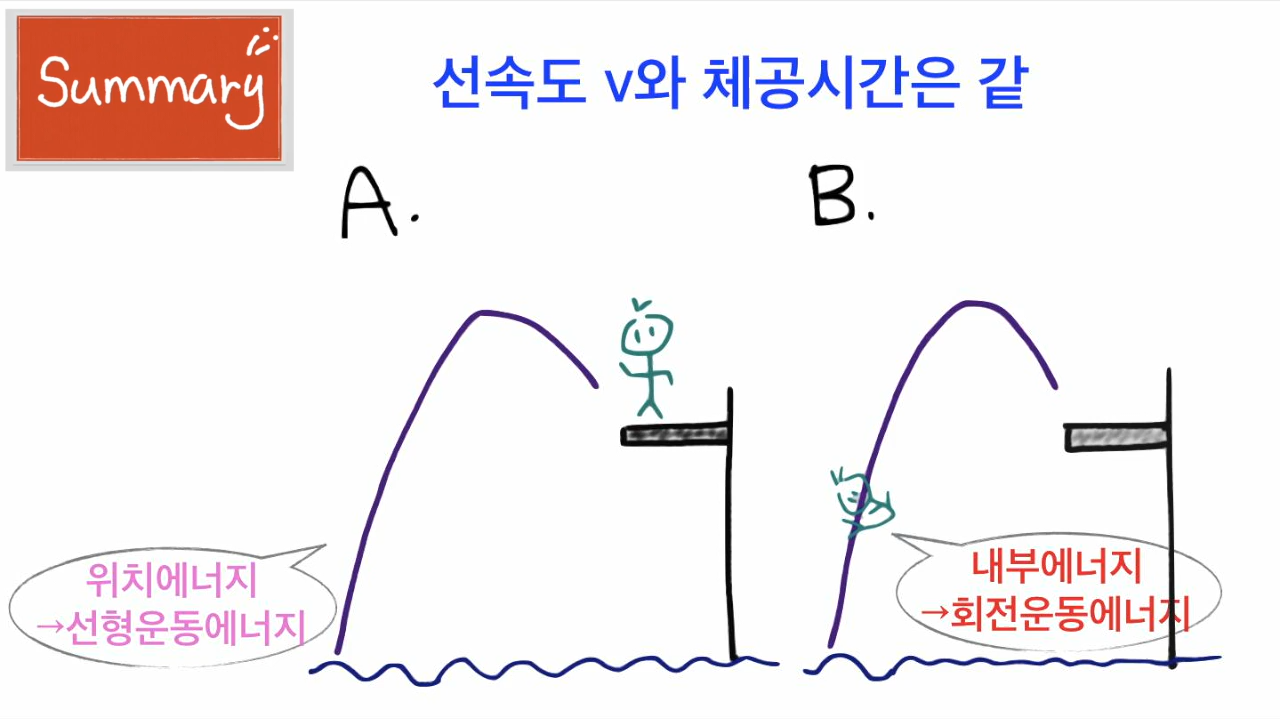 Summary
선속도 v와 체공시간은 같
A.
B.
위치에너지
→선형운동에너지
내부에너지
→회전운동에너지